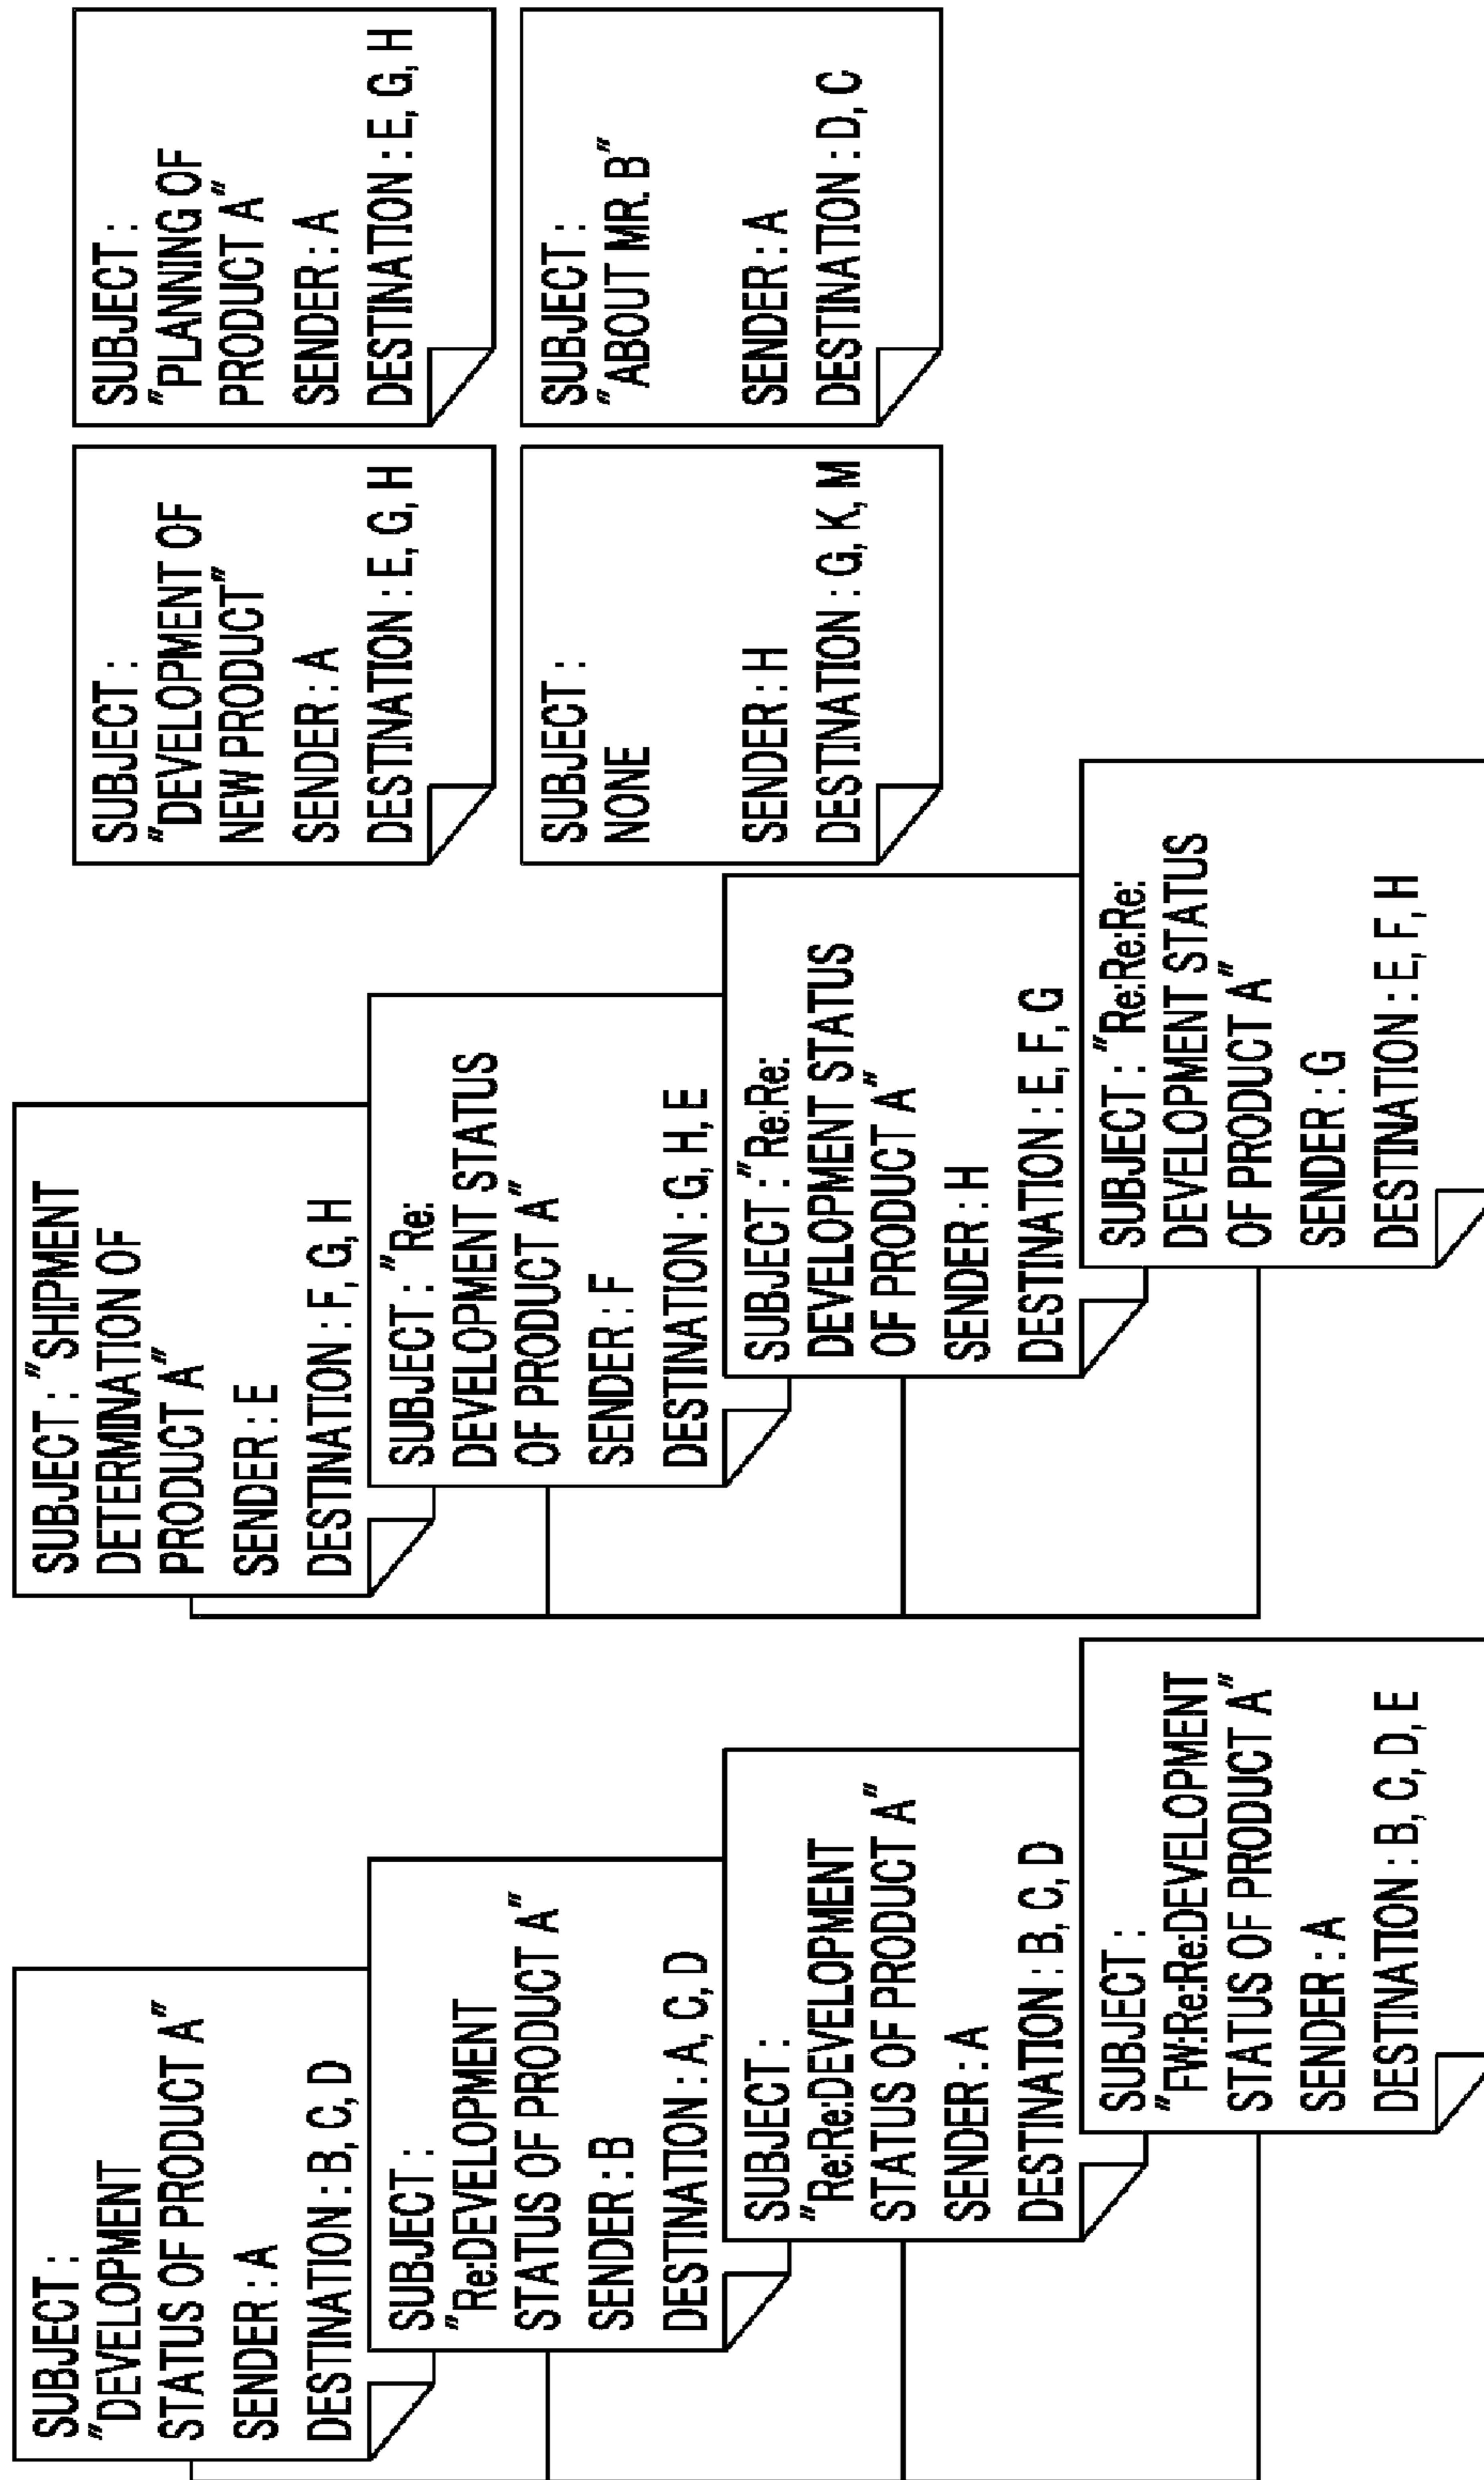 SUBJECT :
"DEVELOPMENT
STATUS OF PRODUCT A"
SENDER : A
DESTINATION : B, C, D
SUBJECT :
"Re:DEVELOPMENT
STATUS OF PRODUCT A"
SENDER : B
DESTINATION : A, C, D
SUBJECT :
"Re:Re:DEVELOPMENT
STATUS OF PRODUCT A"
SENDER : A
DESTINATION : B, C, D
SUBJECT :
"FW:Re:Re:DEVELOPMENT
STATUS OF PRODUCT A"
SENDER : A
DESTINATION : B, C, D, E
SUBJECT : "SHIPMENT
DETERMINATION OF
PRODUCT A"
SENDER : E
DESTINATION : F, G, H
SUBJECT : "Re:
DEVELOPMENT STATUS
OF PRODUCT A"
SENDER : F
DESTINATION : G, H, E
SUBJECT : "Re:Re:
DEVELOPMENT STATUS
OF PRODUCT A"
SENDER : H
DESTINATION : E, F, G
SUBJECT : "Re:Re:Re:
DEVELOPMENT STATUS
OF PRODUCT A"
SENDER : G
DESTINATION : E, F, H
SUBJECT :
"DEVELOPMENT OF
NEW PRODUCT"
SENDER : A
DESTINATION : E, G, H
SUBJECT :
"PLANNING OF
PRODUCT A"
SENDER : A
DESTINATION : E, G, H
SUBJECT :
NONE
SENDER : H
DESTINATION : G, K, M
SUBJECT :
"ABOUT MR. B"
SENDER : A
DESTINATION : D, C